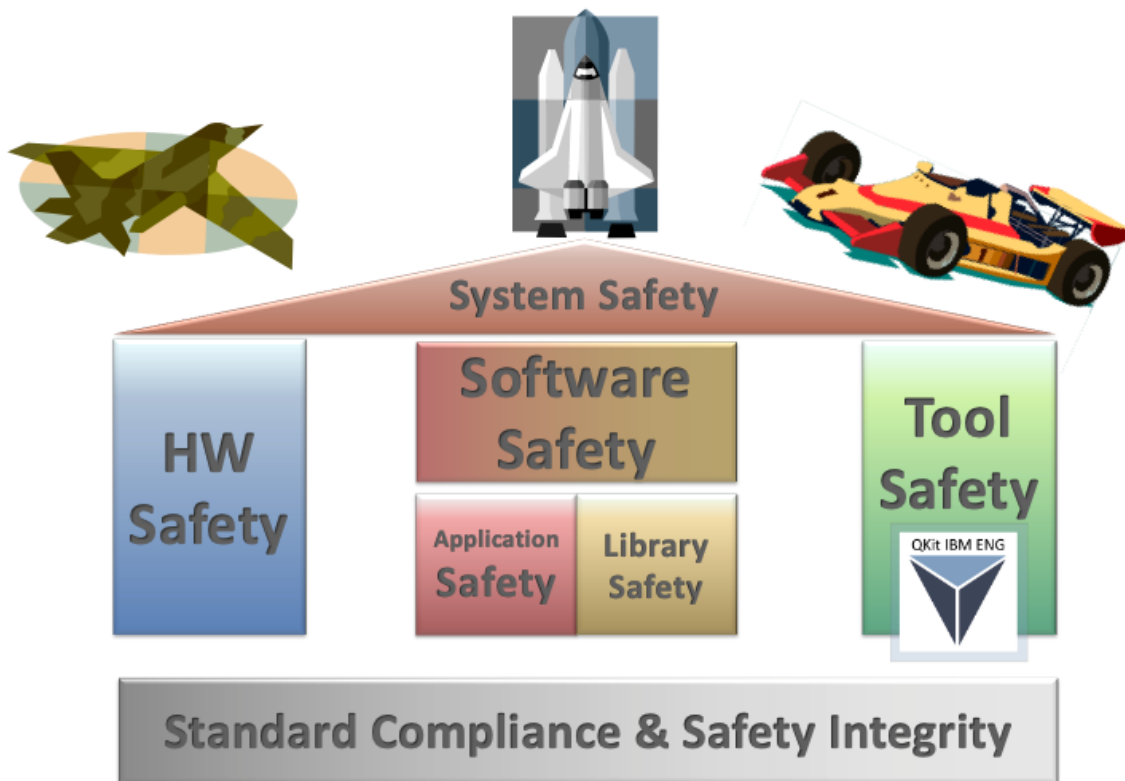 System Safety
HW
Safety
Software
Safety
Application
Safety
Library
Safety
Tool
Safety
QKit IBM ENG
Standard Compliance & Safety Integrity